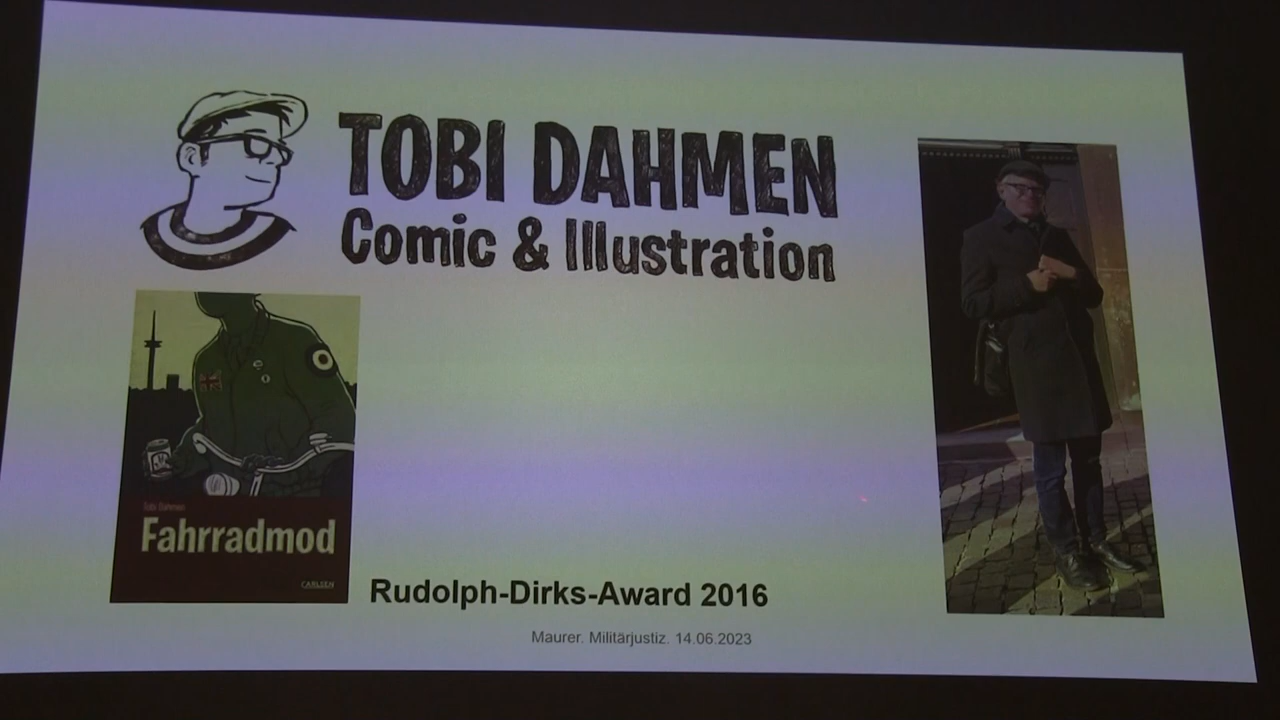 TOBI DAHMEN
Comic & Illustration
Tobi Dahmen
Fahrradmod
CARLSEN
Rudolph-Dirks-Award 2016
Maurer. Militärjustiz. 14.06.2023